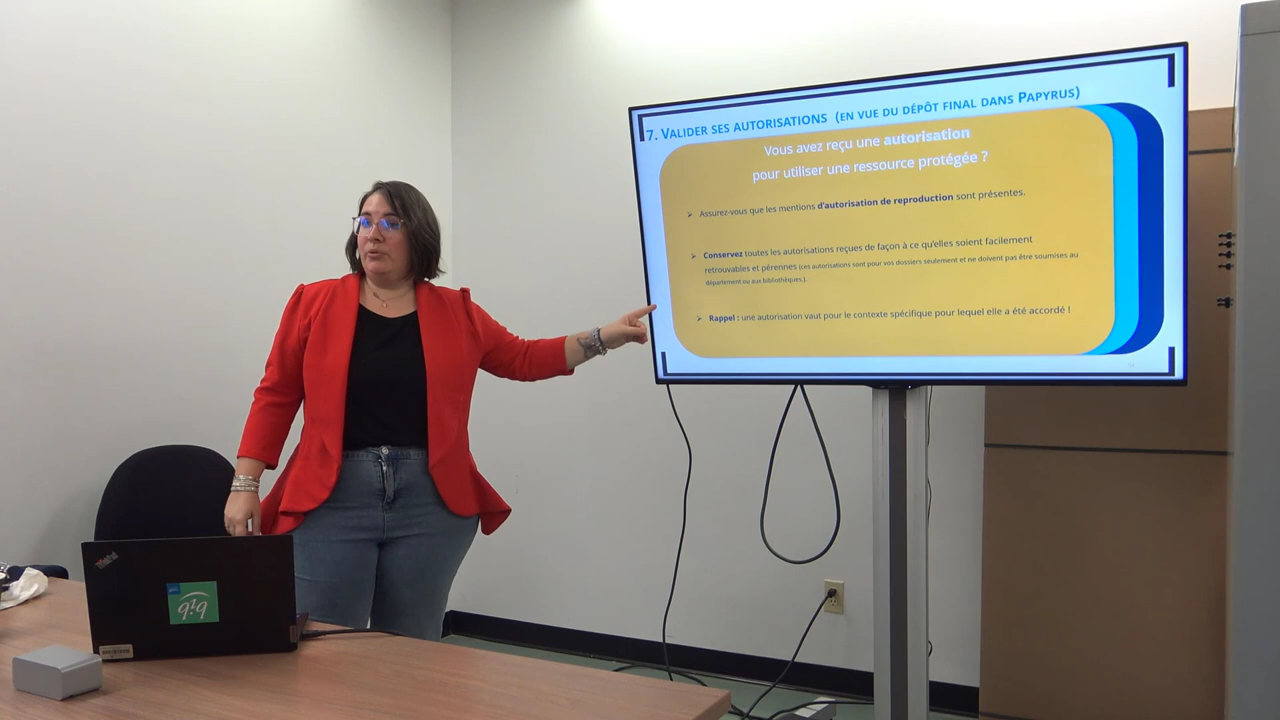 7. VALIDER SES AUTORISATIONS (EN VUE DU DÉPÔT FINAL DANS PAPYRUS)
Vous avez reçu une autorisation
pour utiliser une ressource protégée ?
➢ Assurez-vous que les mentions d'autorisation de reproduction sont présentes.
➢ Conservez toutes les autorisations reçues de façon à ce qu'elles soient facilement
retrouvables et pérennes (ces autorisations sont pour vos dossiers seulement et ne doivent pas être soumises au
département ou aux bibliothèques.).
➢ Rappel : une autorisation vaut pour le contexte spécifique pour lequel elle a été accordé !
ThinkPad
bib